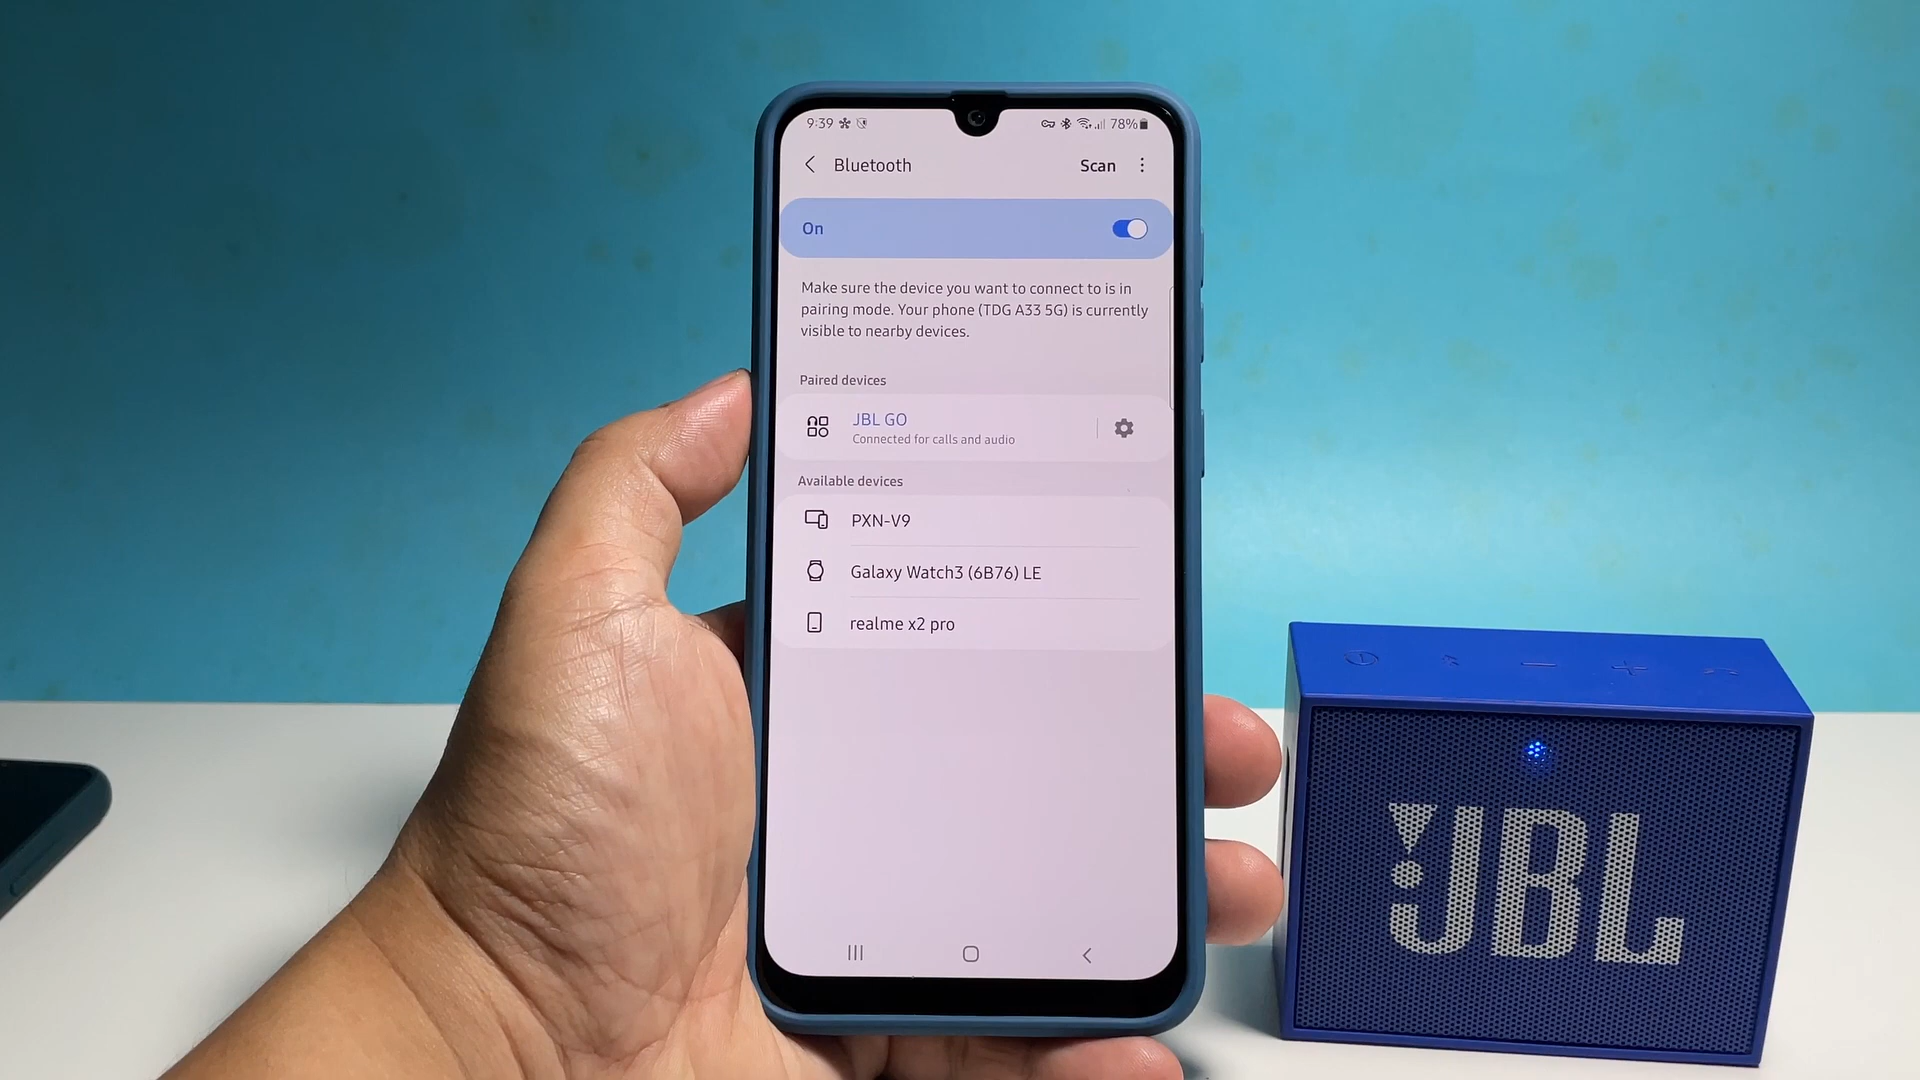 9:39 78%
Bluetooth Scan
On
Make sure the device you want to connect to is in
pairing mode. Your phone (TDG A33 5G) is currently
visible to nearby devices.
Paired devices
JBL GO
Connected for calls and audio
Available devices
PXN-V9
Galaxy Watch3 (6B76) LE
realme x2 pro
JBL